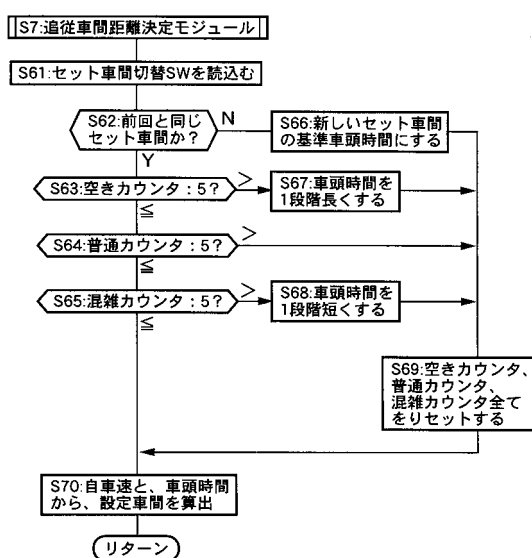 S7:追従車間距離決定モジュール
S61:セット車間切替SWを読込む
S62:前回と同じ
セット車間か？
N
Y
S66:新しいセット車間
の基準車頭時間にする
S63:空きカウンタ：5？
＞
≦
S67:車頭時間を
1段階長くする
S64:普通カウンタ：5？
＞
≦
S65:混雑カウンタ：5？
＞
≦
S68:車頭時間を
1段階短くする
S69:空きカウンタ、
普通カウンタ、
混雑カウンタ全て
をりセットする
S70:自車速と、車頭時間
から、設定車間を算出
リターン